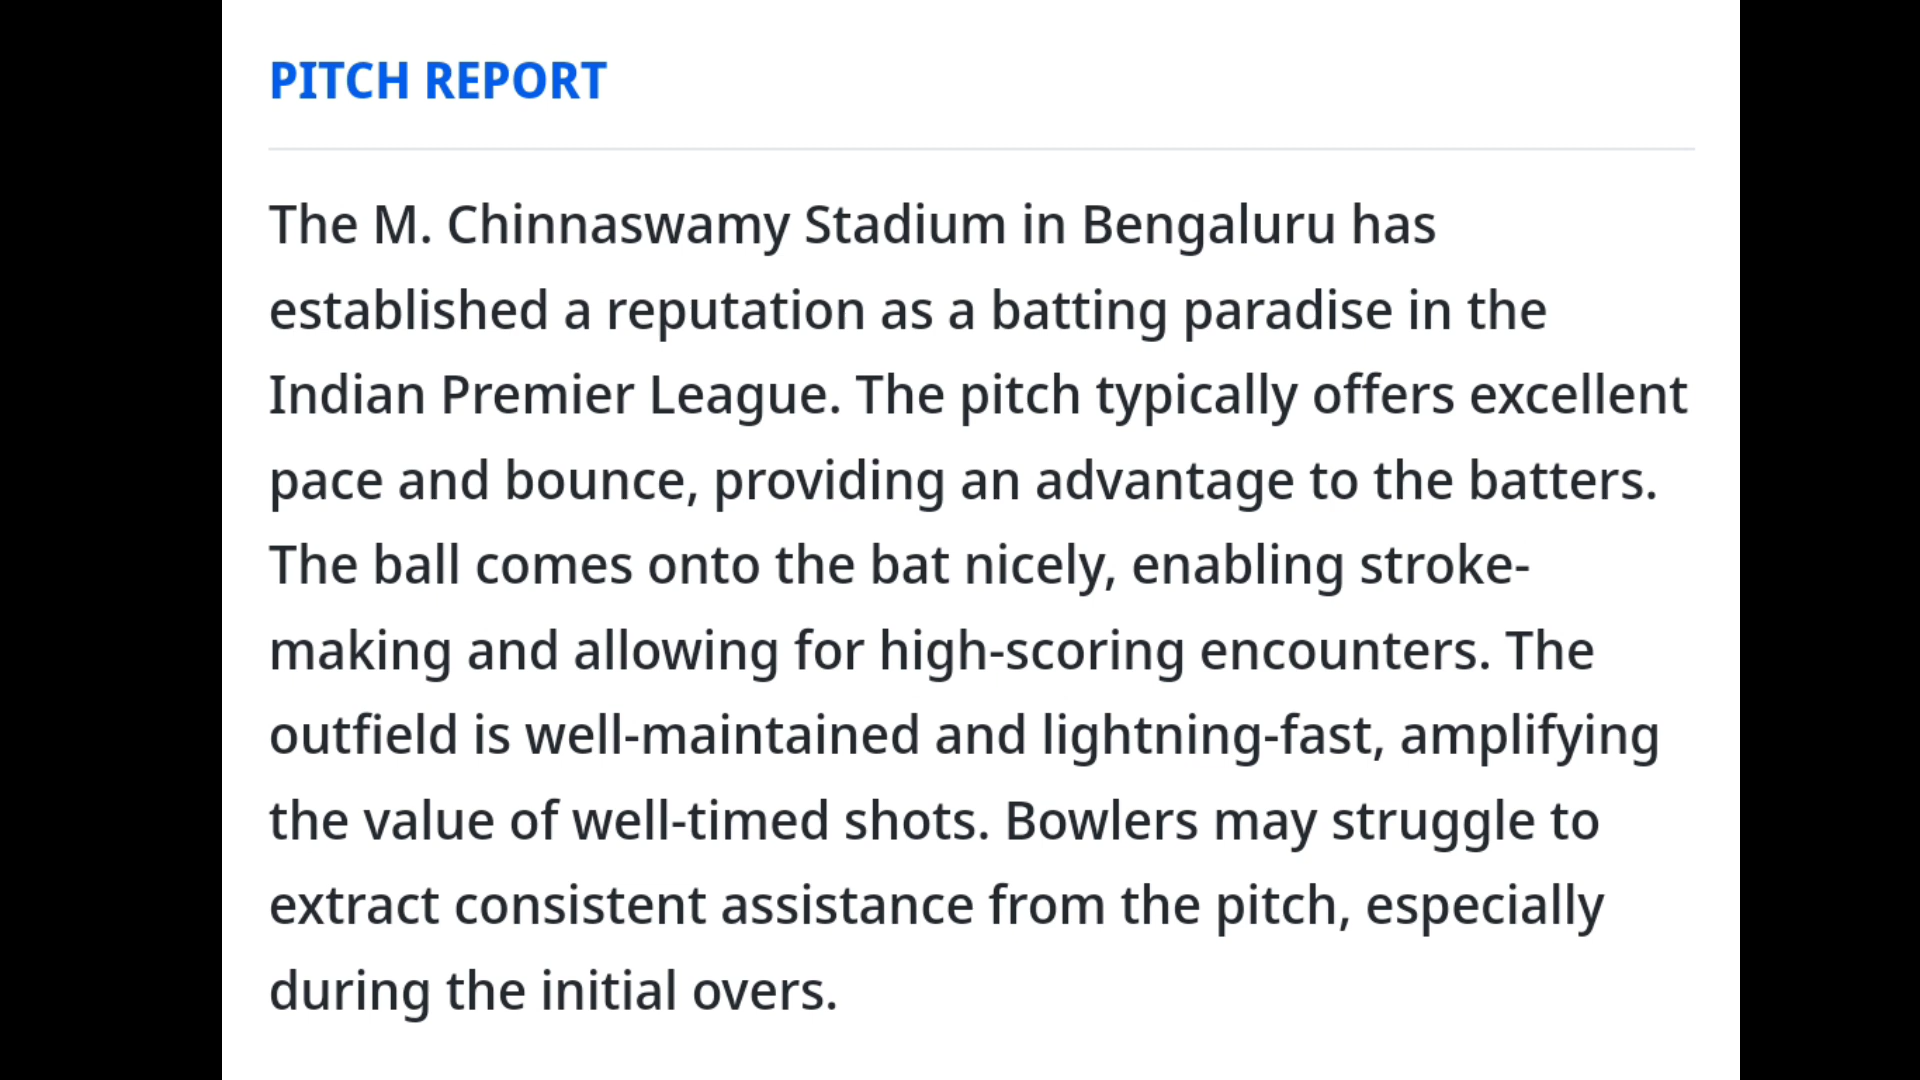 PITCH REPORT
The M. Chinnaswamy Stadium in Bengaluru has
established a reputation as a batting paradise in the
Indian Premier League. The pitch typically offers excellent
pace and bounce, providing an advantage to the batters.
The ball comes onto the bat nicely, enabling stroke-
making and allowing for high-scoring encounters. The
outfield is well-maintained and lightning-fast, amplifying
the value of well-timed shots. Bowlers may struggle to
extract consistent assistance from the pitch, especially
during the initial overs.